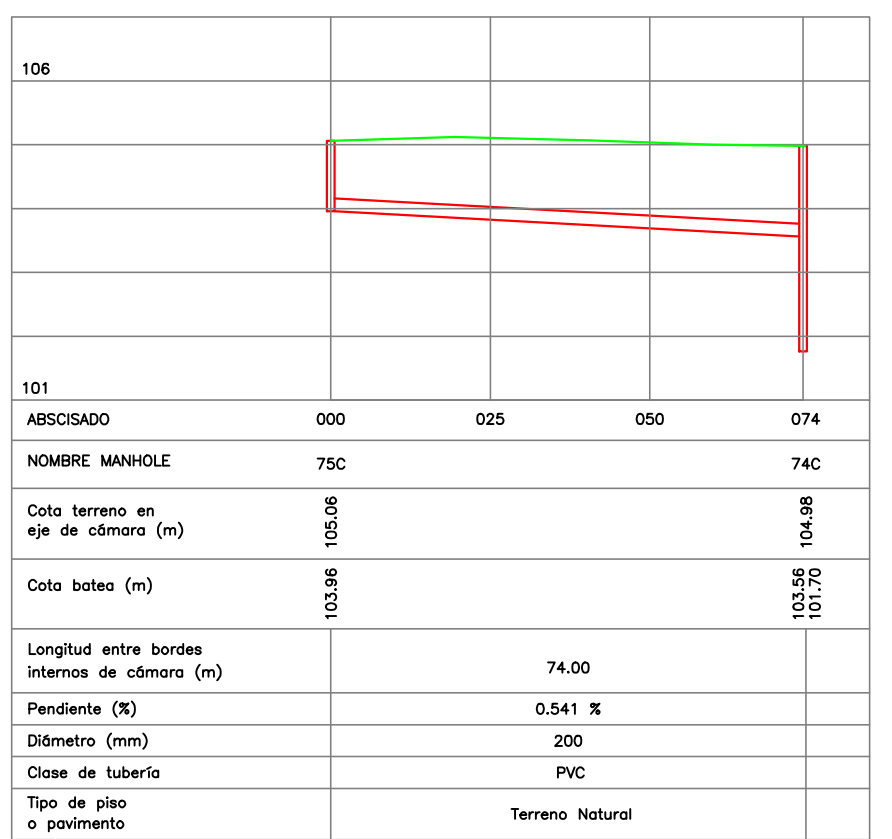 106
101
ABSCISADO 000 025 050 074
NOMBRE MANHOLE 75C 74C
Cota terreno en
eje de cámara (m)
105.06
104.98
Cota batea (m)
103.96
103.56
101.70
Longitud entre bordes
internos de cámara (m)
74.00
Pendiente (%) 0.541 %
Diámetro (mm) 200
Clase de tubería PVC
Tipo de piso
o pavimento
Terreno Natural